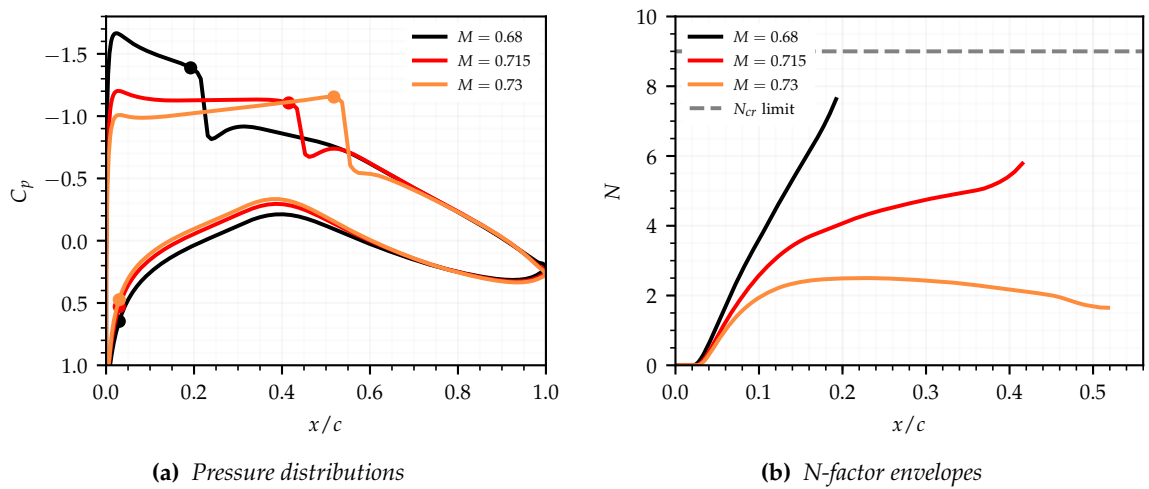 −1.5
−1.0
−0.5
0.0
0.5
1.0
C_p
0.0 0.2 0.4 0.6 0.8 1.0
x/c
M = 0.68
M = 0.715
M = 0.73
(a) Pressure distributions
10
8
6
4
2
0
N
0.0 0.1 0.2 0.3 0.4 0.5
x/c
M = 0.68
M = 0.715
M = 0.73
N_cr limit
(b) N-factor envelopes